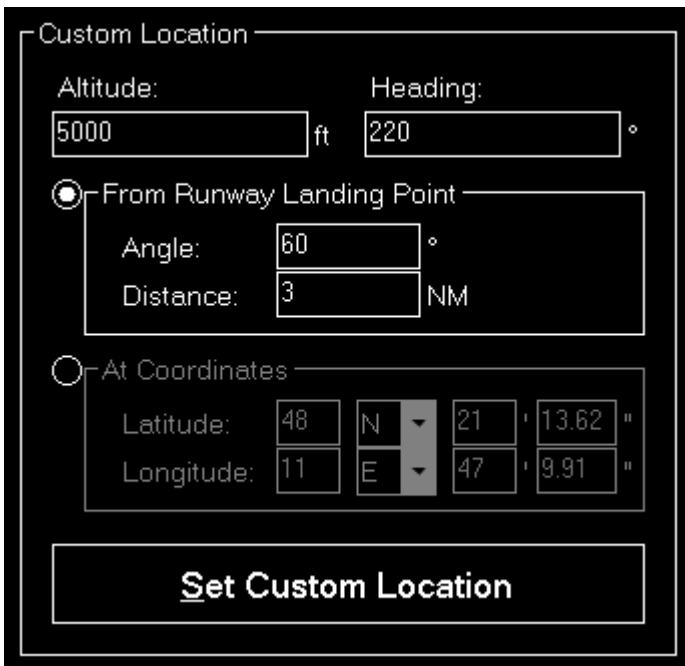 Custom Location
Altitude: Heading:
5000 ft 220 °
From Runway Landing Point
Angle: 60 °
Distance: 3 NM
At Coordinates
Latitude: 48 N 21 ' 13.62 "
Longitude: 11 E 47 ' 9.91 "
Set Custom Location